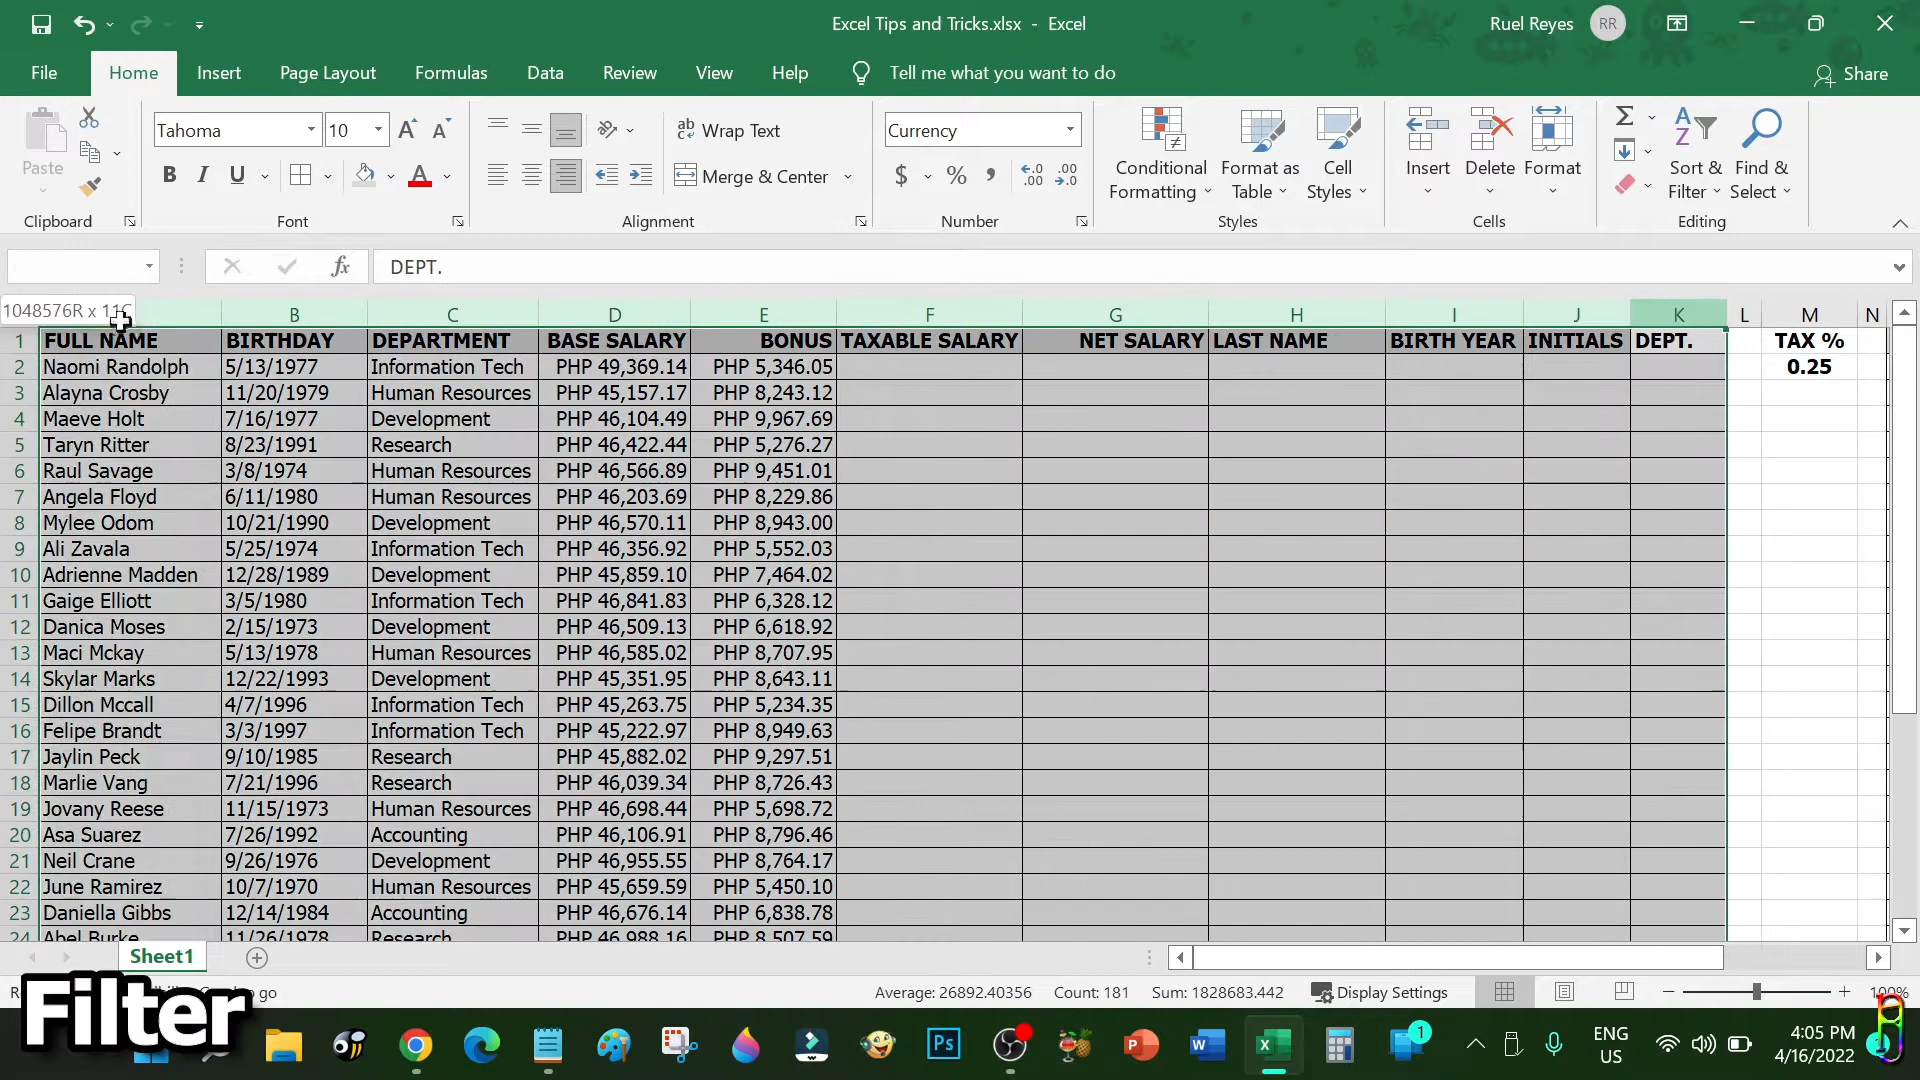 Excel Tips and Tricks.xlsx - Excel
Ruel Reyes RR
File Home Insert Page Layout Formulas Data Review View Help Tell me what you want to do Share
Paste
Clipboard
Tahoma 10
B I U
Font
Wrap Text
Merge & Center
Alignment
Currency
$ % ,
Number
Conditional Formatting
Format as Table
Cell Styles
Styles
Insert Delete Format
Cells
Sort & Filter
Find & Select
Editing
fx DEPT.
1048576R x 11C
B C D E F G H I J K L M N
1 FULL NAME BIRTHDAY DEPARTMENT BASE SALARY BONUS TAXABLE SALARY NET SALARY LAST NAME BIRTH YEAR INITIALS DEPT. TAX %
2 Naomi Randolph 5/13/1977 Information Tech PHP 49,369.14 PHP 5,346.05 0.25
3 Alayna Crosby 11/20/1979 Human Resources PHP 45,157.17 PHP 8,243.12
4 Maeve Holt 7/16/1977 Development PHP 46,104.49 PHP 9,967.69
5 Taryn Ritter 8/23/1991 Research PHP 46,422.44 PHP 5,276.27
6 Raul Savage 3/8/1974 Human Resources PHP 46,566.89 PHP 9,451.01
7 Angela Floyd 6/11/1980 Human Resources PHP 46,203.69 PHP 8,229.86
8 Mylee Odom 10/21/1990 Development PHP 46,570.11 PHP 8,943.00
9 Ali Zavala 5/25/1974 Information Tech PHP 46,356.92 PHP 5,552.03
10 Adrienne Madden 12/28/1989 Development PHP 45,859.10 PHP 7,464.02
11 Gaige Elliott 3/5/1980 Information Tech PHP 46,841.83 PHP 6,328.12
12 Danica Moses 2/15/1973 Development PHP 46,509.13 PHP 6,618.92
13 Maci Mckay 5/13/1978 Human Resources PHP 46,585.02 PHP 8,707.95
14 Skylar Marks 12/22/1993 Development PHP 45,351.95 PHP 8,643.11
15 Dillon Mccall 4/7/1996 Information Tech PHP 45,263.75 PHP 5,234.35
16 Felipe Brandt 3/3/1997 Information Tech PHP 45,222.97 PHP 8,949.63
17 Jaylin Peck 9/10/1985 Research PHP 45,882.02 PHP 9,297.51
18 Marlie Vang 7/21/1996 Research PHP 46,039.34 PHP 8,726.43
19 Jovany Reese 11/15/1973 Human Resources PHP 46,698.44 PHP 5,698.72
20 Asa Suarez 7/26/1992 Accounting PHP 46,106.91 PHP 8,796.46
21 Neil Crane 9/26/1976 Development PHP 46,955.55 PHP 8,764.17
22 June Ramirez 10/7/1970 Human Resources PHP 45,659.59 PHP 5,450.10
23 Daniella Gibbs 12/14/1984 Accounting PHP 46,676.14 PHP 6,838.78
24 Abel Burke 11/26/1978 Research PHP 46,988.16 PHP 8,507.59
Sheet1
go Average: 26892.40356 Count: 181 Sum: 1828683.442 Display Settings 100%
Filter
Ps P W X 1
ENG US
4:05 PM
4/16/2022